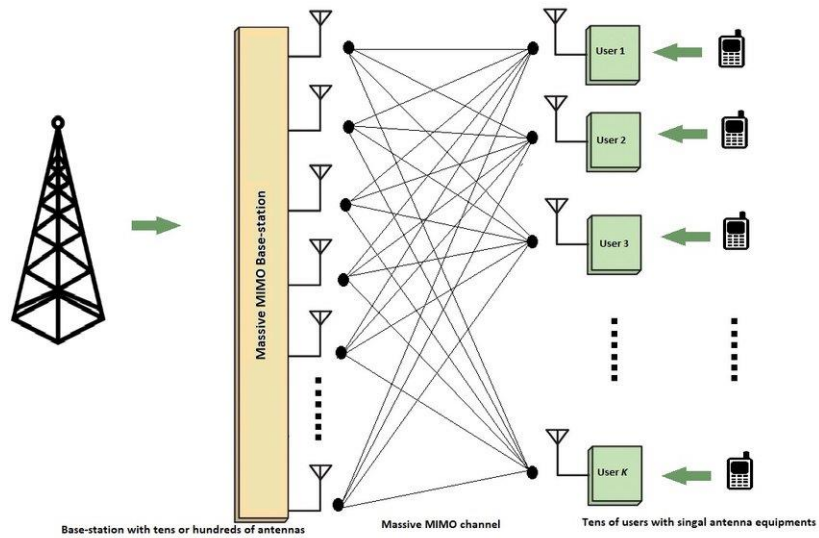 Massive MIMO Base-station
User 1
User 2
User 3
User K
Base-station with tens or hundreds of antennas
Massive MIMO channel
Tens of users with singal antenna equipments